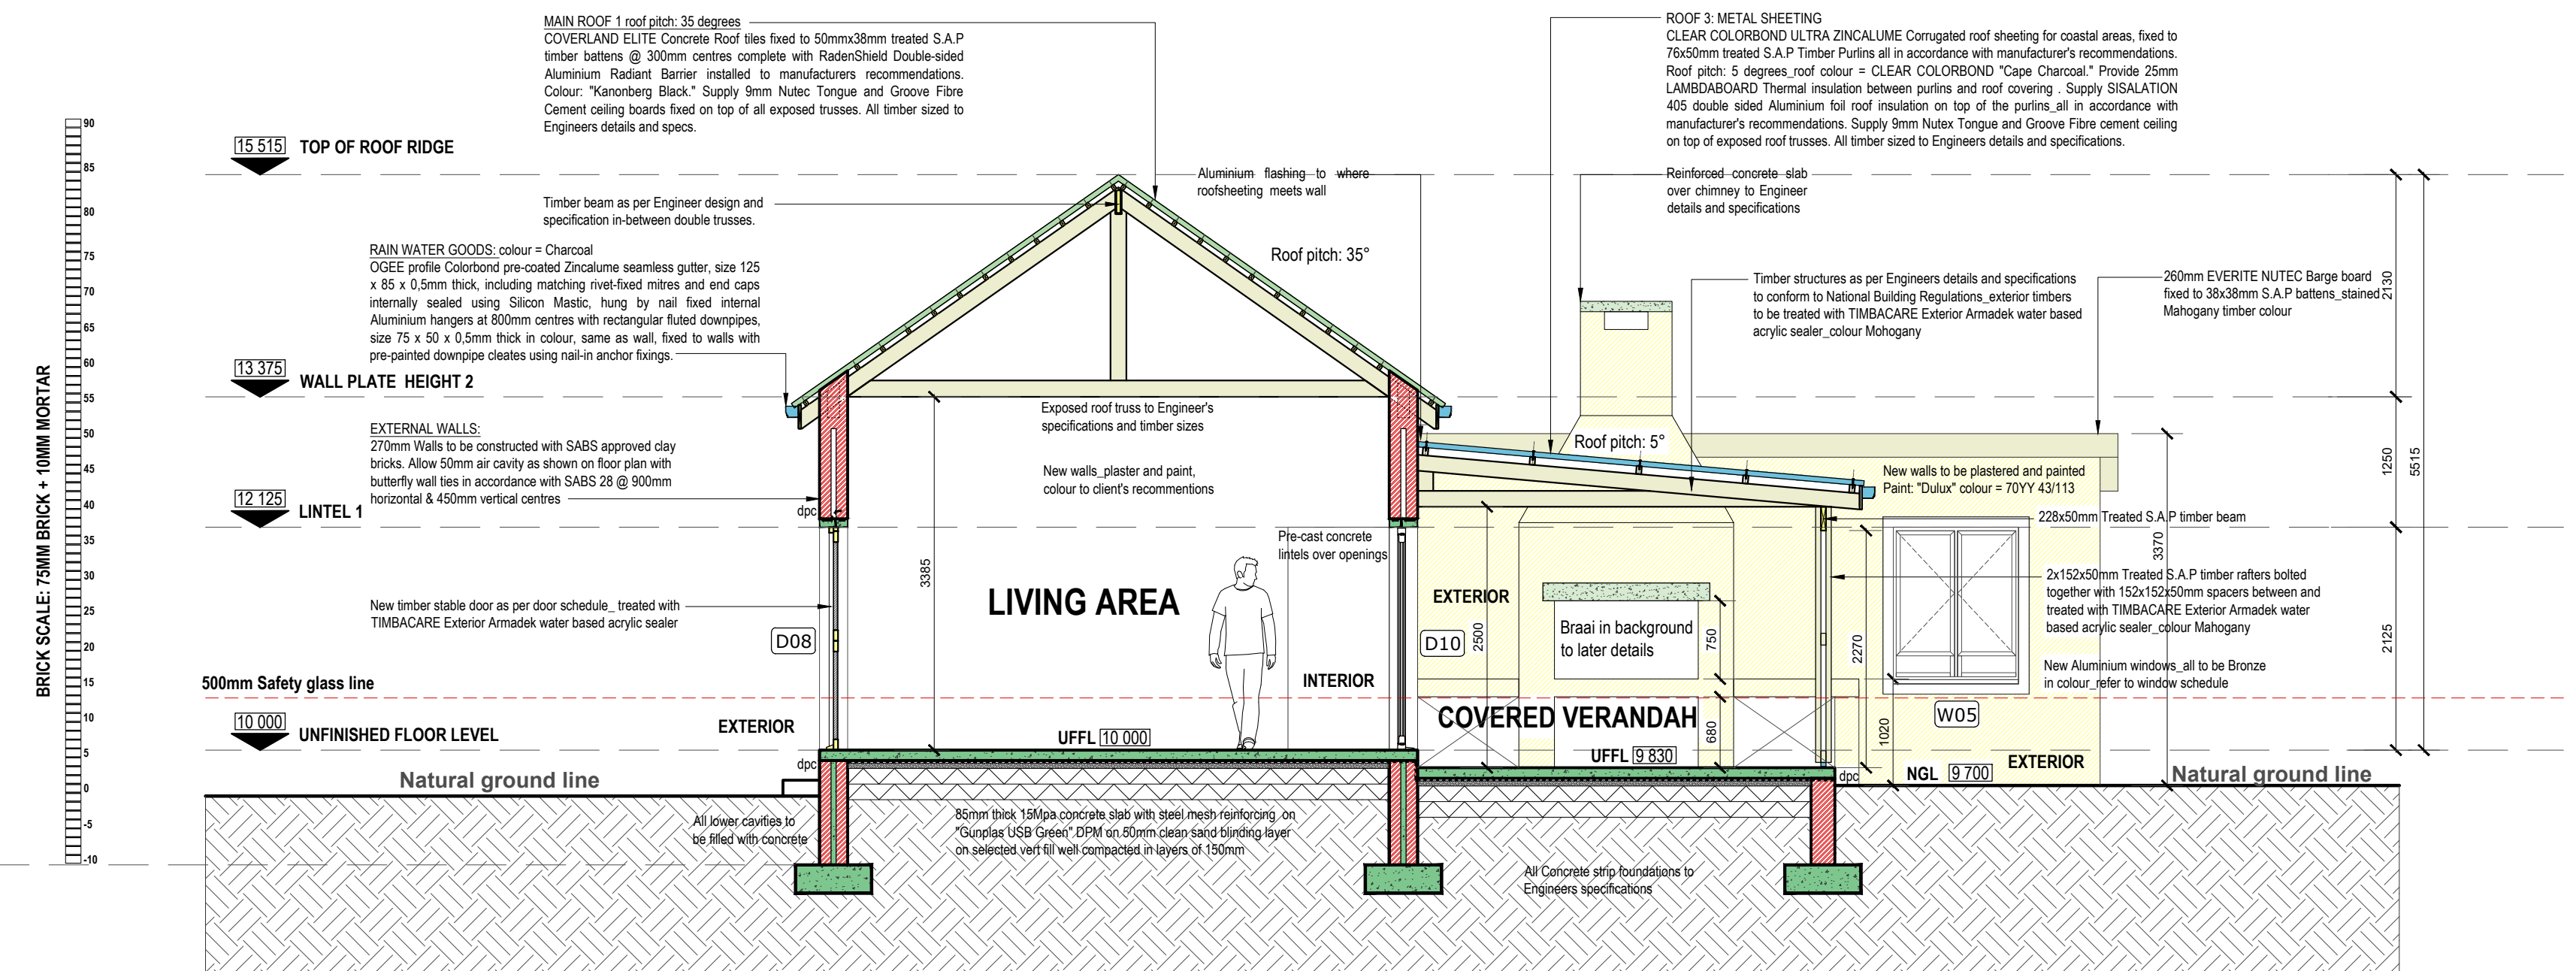 MAIN ROOF 1 roof pitch: 35 degrees
COVERLAND ELITE Concrete Roof tiles fixed to 50mmx38mm treated S.A.P
timber battens @ 300mm centres complete with RadenShield Double-sided
Aluminium Radiant Barrier installed to manufacturers recommendations.
Colour: "Kanonberg Black." Supply 9mm Nutec Tongue and Groove Fibre
Cement ceiling boards fixed on top of all exposed trusses. All timber sized to
Engineers details and specs.
ROOF 3: METAL SHEETING
CLEAR COLORBOND ULTRA ZINCALUME Corrugated roof sheeting for coastal areas, fixed to
76x50mm treated S.A.P Timber Purlins all in accordance with manufacturer's recommendations.
Roof pitch: 5 degrees_roof colour = CLEAR COLORBOND "Cape Charcoal." Provide 25mm
LAMBDABOARD Thermal insulation between purlins and roof covering . Supply SISALATION
405 double sided Aluminium foil roof insulation on top of the purlins_all in accordance with
manufacturer's recommendations. Supply 9mm Nutex Tongue and Groove Fibre cement ceiling
on top of exposed roof trusses. All timber sized to Engineers details and specifications.
BRICK SCALE: 75MM BRICK + 10MM MORTAR
90
85
80
75
70
65
60
55
50
45
40
35
30
25
20
15
10
5
0
-5
-10
15 515 TOP OF ROOF RIDGE
13 375 WALL PLATE HEIGHT 2
12 125 LINTEL 1
500mm Safety glass line
10 000 UNFINISHED FLOOR LEVEL
Natural ground line
Timber beam as per Engineer design and
specification in-between double trusses.
RAIN WATER GOODS: colour = Charcoal
OGEE profile Colorbond pre-coated Zincalume seamless gutter, size 125
x 85 x 0,5mm thick, including matching rivet-fixed mitres and end caps
internally sealed using Silicon Mastic, hung by nail fixed internal
Aluminium hangers at 800mm centres with rectangular fluted downpipes,
size 75 x 50 x 0,5mm thick in colour, same as wall, fixed to walls with
pre-painted downpipe cleates using nail-in anchor fixings.
EXTERNAL WALLS:
270mm Walls to be constructed with SABS approved clay
bricks. Allow 50mm air cavity as shown on floor plan with
butterfly wall ties in accordance with SABS 28 @ 900mm
horizontal & 450mm vertical centres
New timber stable door as per door schedule_ treated with
TIMBACARE Exterior Armadek water based acrylic sealer
dpc
D08
EXTERIOR
dpc
All lower cavities to
be filled with concrete
Aluminium flashing to where
roofsheeting meets wall
Roof pitch: 35°
Exposed roof truss to Engineer's
specifications and timber sizes
New walls_plaster and paint,
colour to client's recommentions
3385
LIVING AREA
Pre-cast concrete
lintels over openings
INTERIOR
UFFL 10 000
85mm thick 15Mpa concrete slab with steel mesh reinforcing on
"Gunplas USB Green" DPM on 50mm clean sand blinding layer
on selected vert fill well compacted in layers of 150mm
Reinforced concrete slab
over chimney to Engineer
details and specifications
Timber structures as per Engineers details and specifications
to conform to National Building Regulations_exterior timbers
to be treated with TIMBACARE Exterior Armadek water based
acrylic sealer_colour Mohogany
260mm EVERITE NUTEC Barge board
fixed to 38x38mm S.A.P battens_stained
Mahogany timber colour
Roof pitch: 5°
New walls to be plastered and painted
Paint: "Dulux" colour = 70YY 43/113
228x50mm Treated S.A.P timber beam
2x152x50mm Treated S.A.P timber rafters bolted
together with 152x152x50mm spacers between and
treated with TIMBACARE Exterior Armadek water
based acrylic sealer_colour Mahogany
New Aluminium windows_all to be Bronze
in colour_refer to window schedule
EXTERIOR
D10
2500
Braai in background
to later details
750
680
2270
1020
3370
COVERED VERANDAH
UFFL 9 830
dpc
W05
NGL 9 700
EXTERIOR
Natural ground line
All Concrete strip foundations to
Engineers specifications
2130
1250
2125
5515